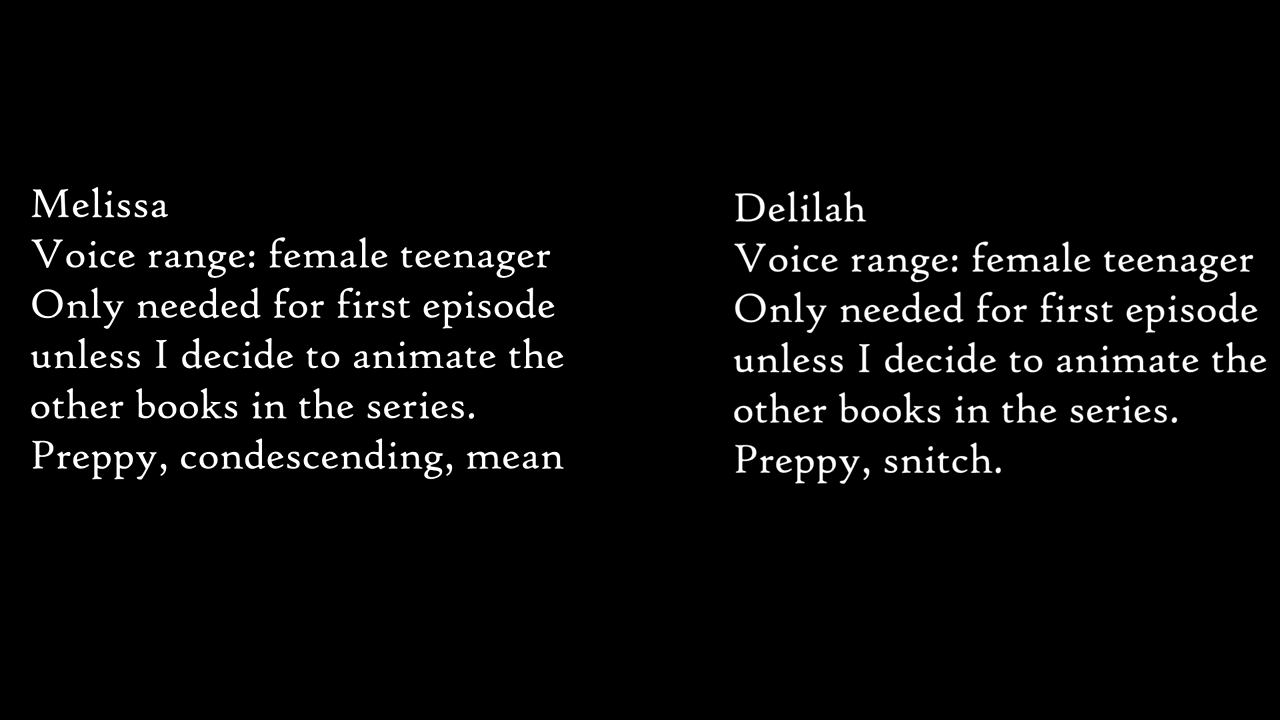 Melissa
Voice range: female teenager
Only needed for first episode
unless I decide to animate the
other books in the series.
Preppy, condescending, mean
Delilah
Voice range: female teenager
Only needed for first episode
unless I decide to animate the
other books in the series.
Preppy, snitch.